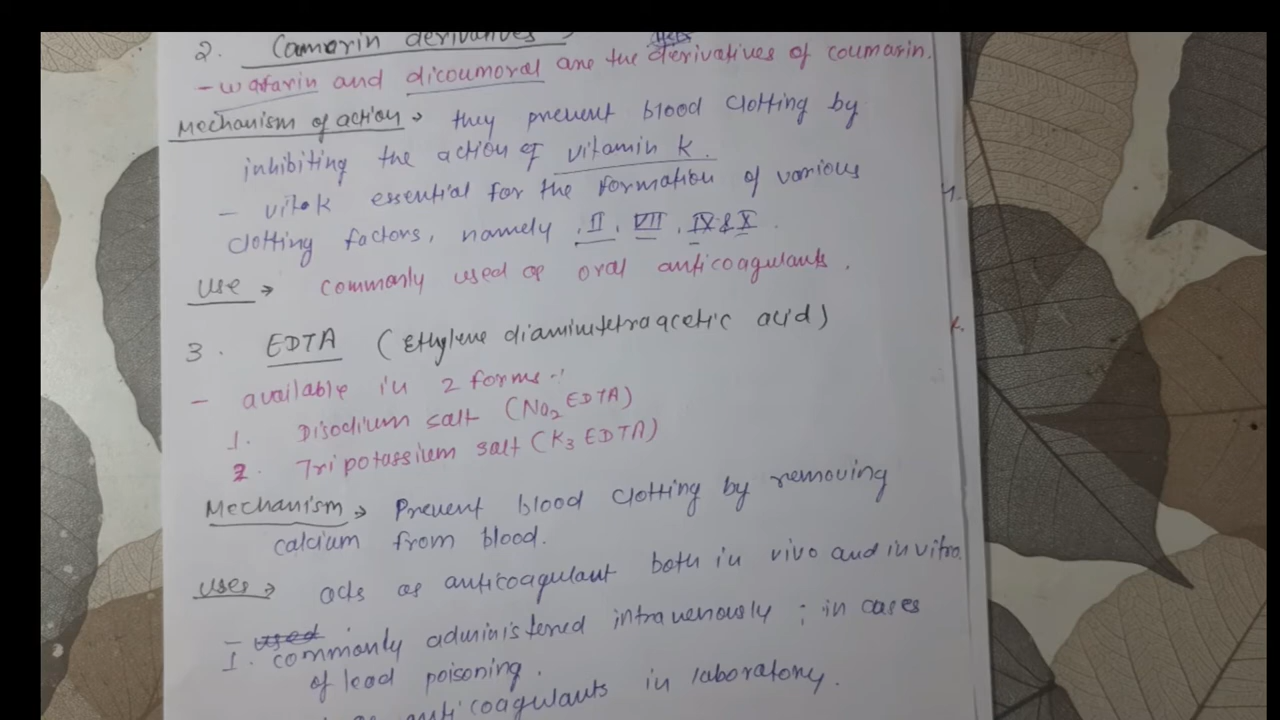 2. Camorin derivatives →
- Wafarin and dicoumoral are the derivatives of coumarin.
Mechanism of action → they prevent blood clotting by
inhibiting the action of vitamin k.
- vit.k essential for the formation of various
clotting factors, namely, II, VII, IX & X.
Use → commonly used as oral anticoagulants.
3. EDTA (Ethylene diaminetetraacetic acid)
- available in 2 forms :-
1. Disodium salt (Na2 EDTA)
2. Tripotassium salt (K3 EDTA)
Mechanism → Prevent blood clotting by removing
calcium from blood.
Uses → acts as anticoagulant both in vivo and in vitro.
1. commonly administered intravenously ; in cases
of lead poisoning.
as anticoagulants in laboratory.